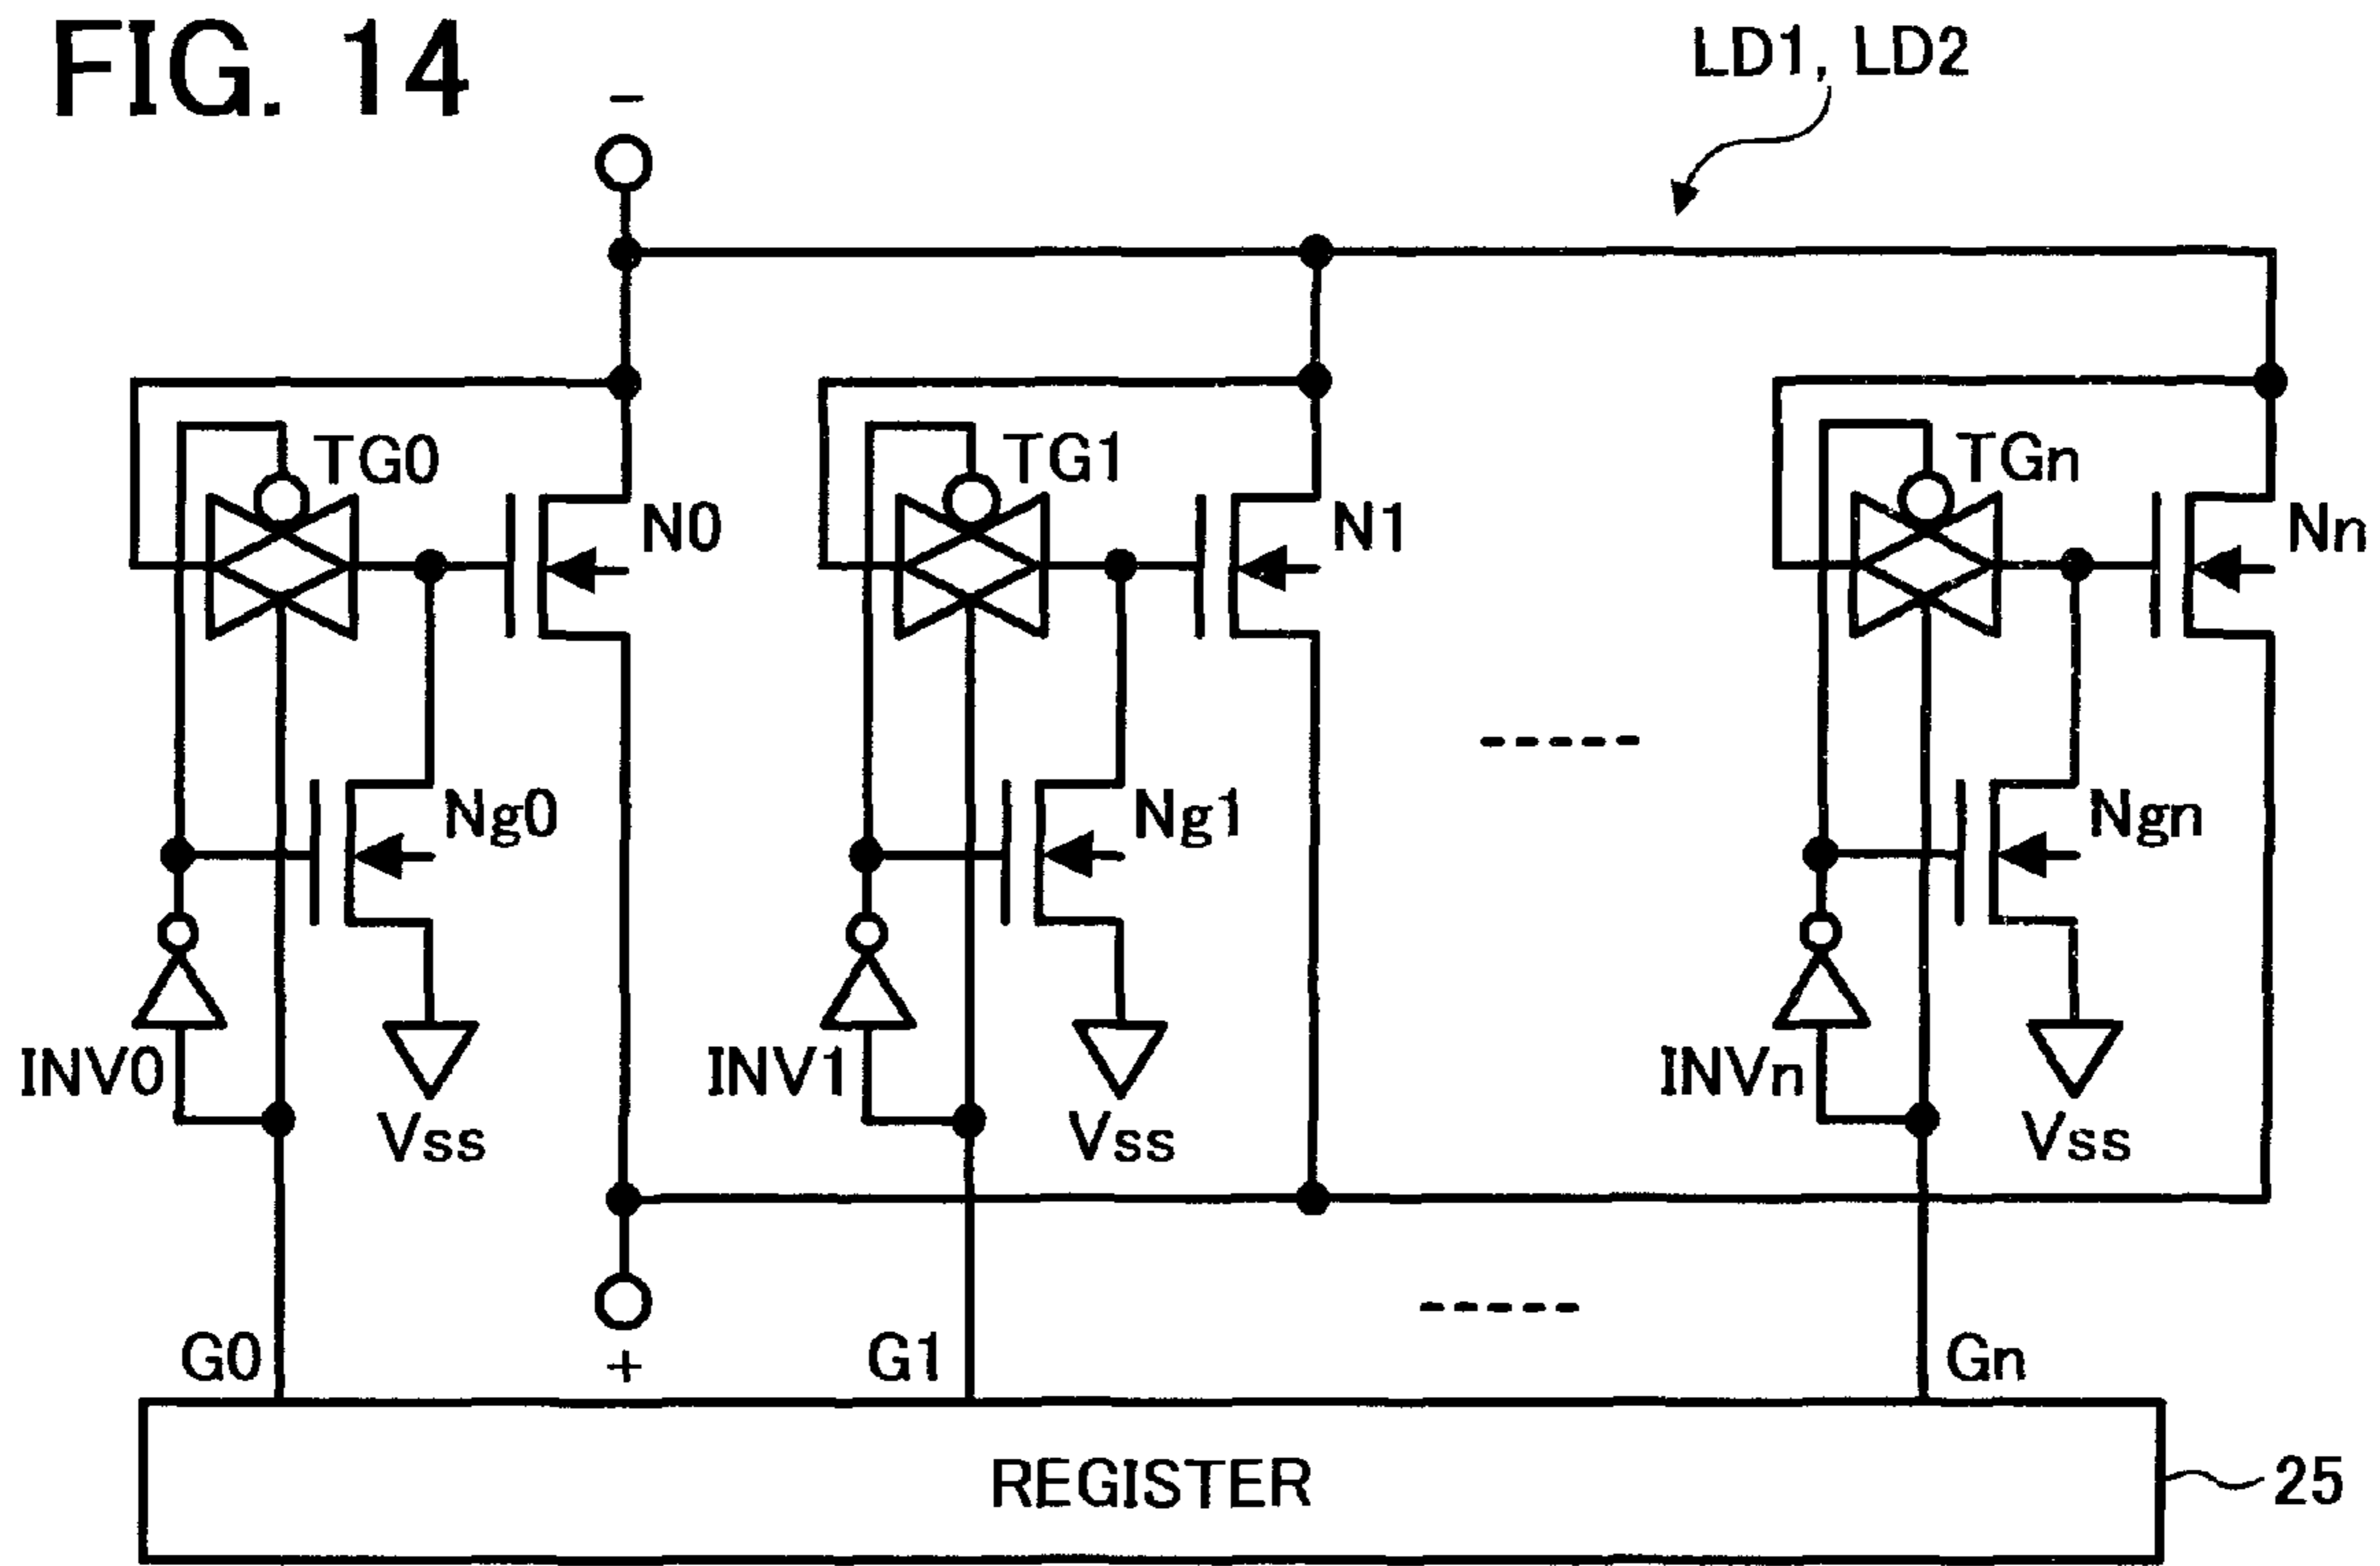 FIG. 14
LD1, LD2
−
TG0
TG1
TGn
N0
N1
Nn
-----
Ng0
Ng1
Ngn
INV0
INV1
INVn
Vss
Vss
Vss
-----
G0
+
G1
Gn
REGISTER
25